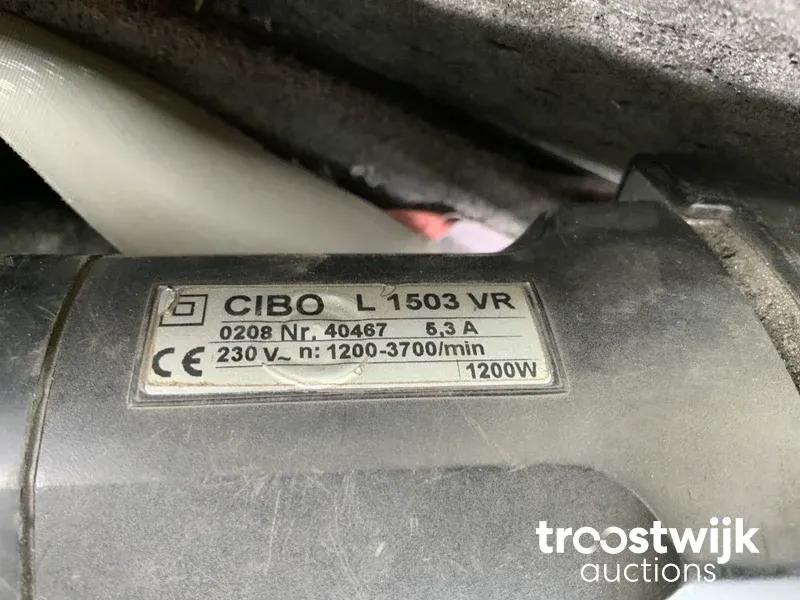 CIBO L 1503 VR
0208 Nr. 40467 5,3 A
CE 230 V~ n: 1200-3700/min
1200W
troostwijk
auctions